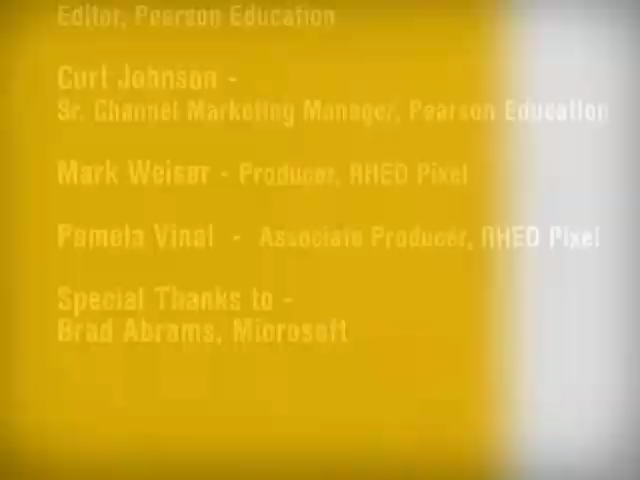 Editor, Pearson Education
Curt Johnson -
Sr. Channel Marketing Manager, Pearson Education
Mark Weiser - Producer, RHED Pixel
Pamela Vinal - Associate Producer, RHED Pixel
Special Thanks to -
Brad Abrams, Microsoft